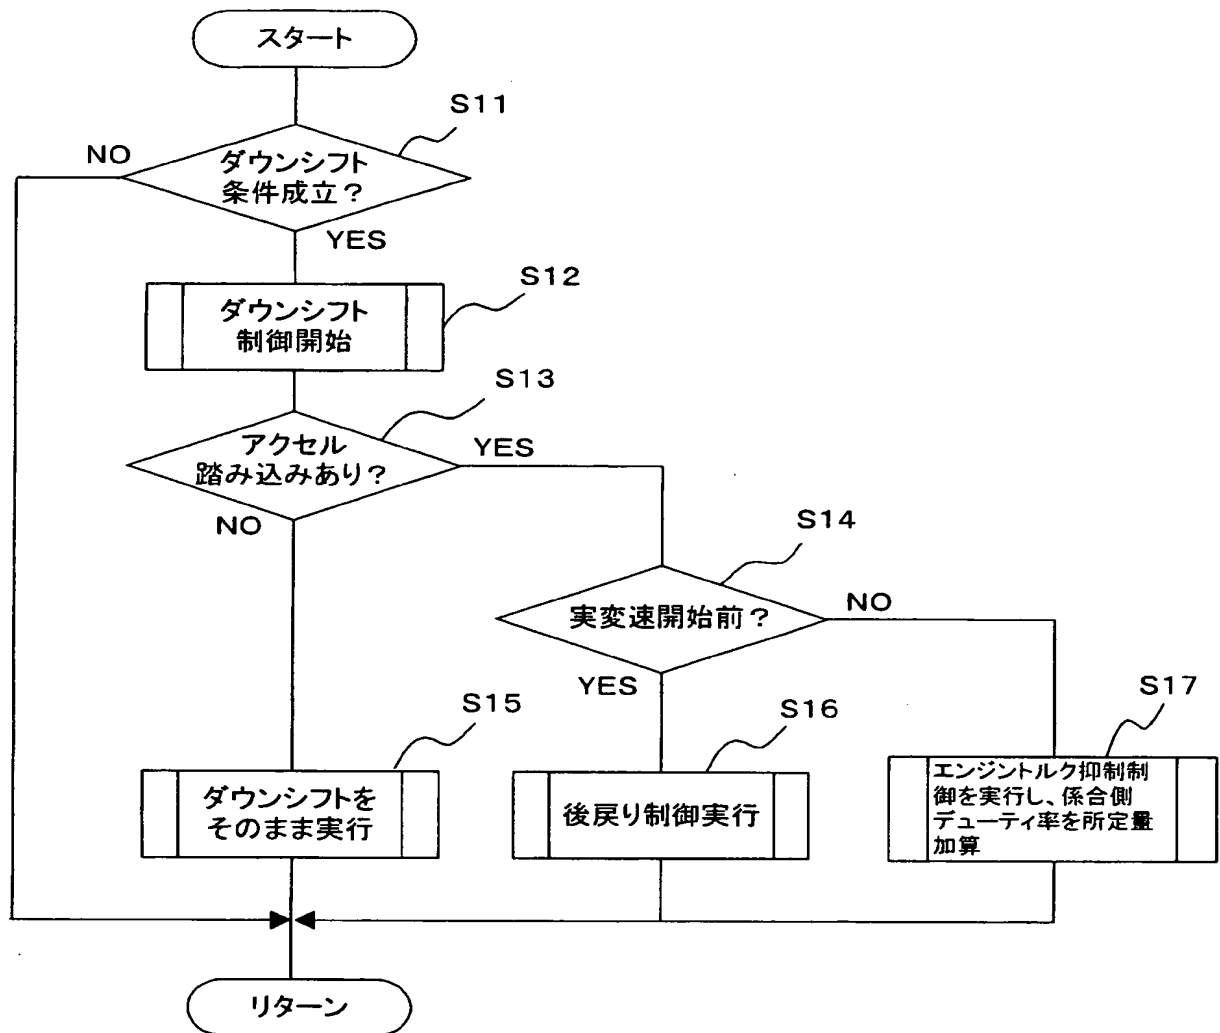 スタート
S11
NO
ダウンシフト
条件成立?
YES
S12
ダウンシフト
制御開始
S13
アクセル
踏み込みあり?
YES
NO
S14
実変速開始前?
NO
YES
S15
S16
S17
ダウンシフトを
そのまま実行
後戻り制御実行
エンジントルク抑制制
御を実行し、係合側
デューティ率を所定量
加算
リターン